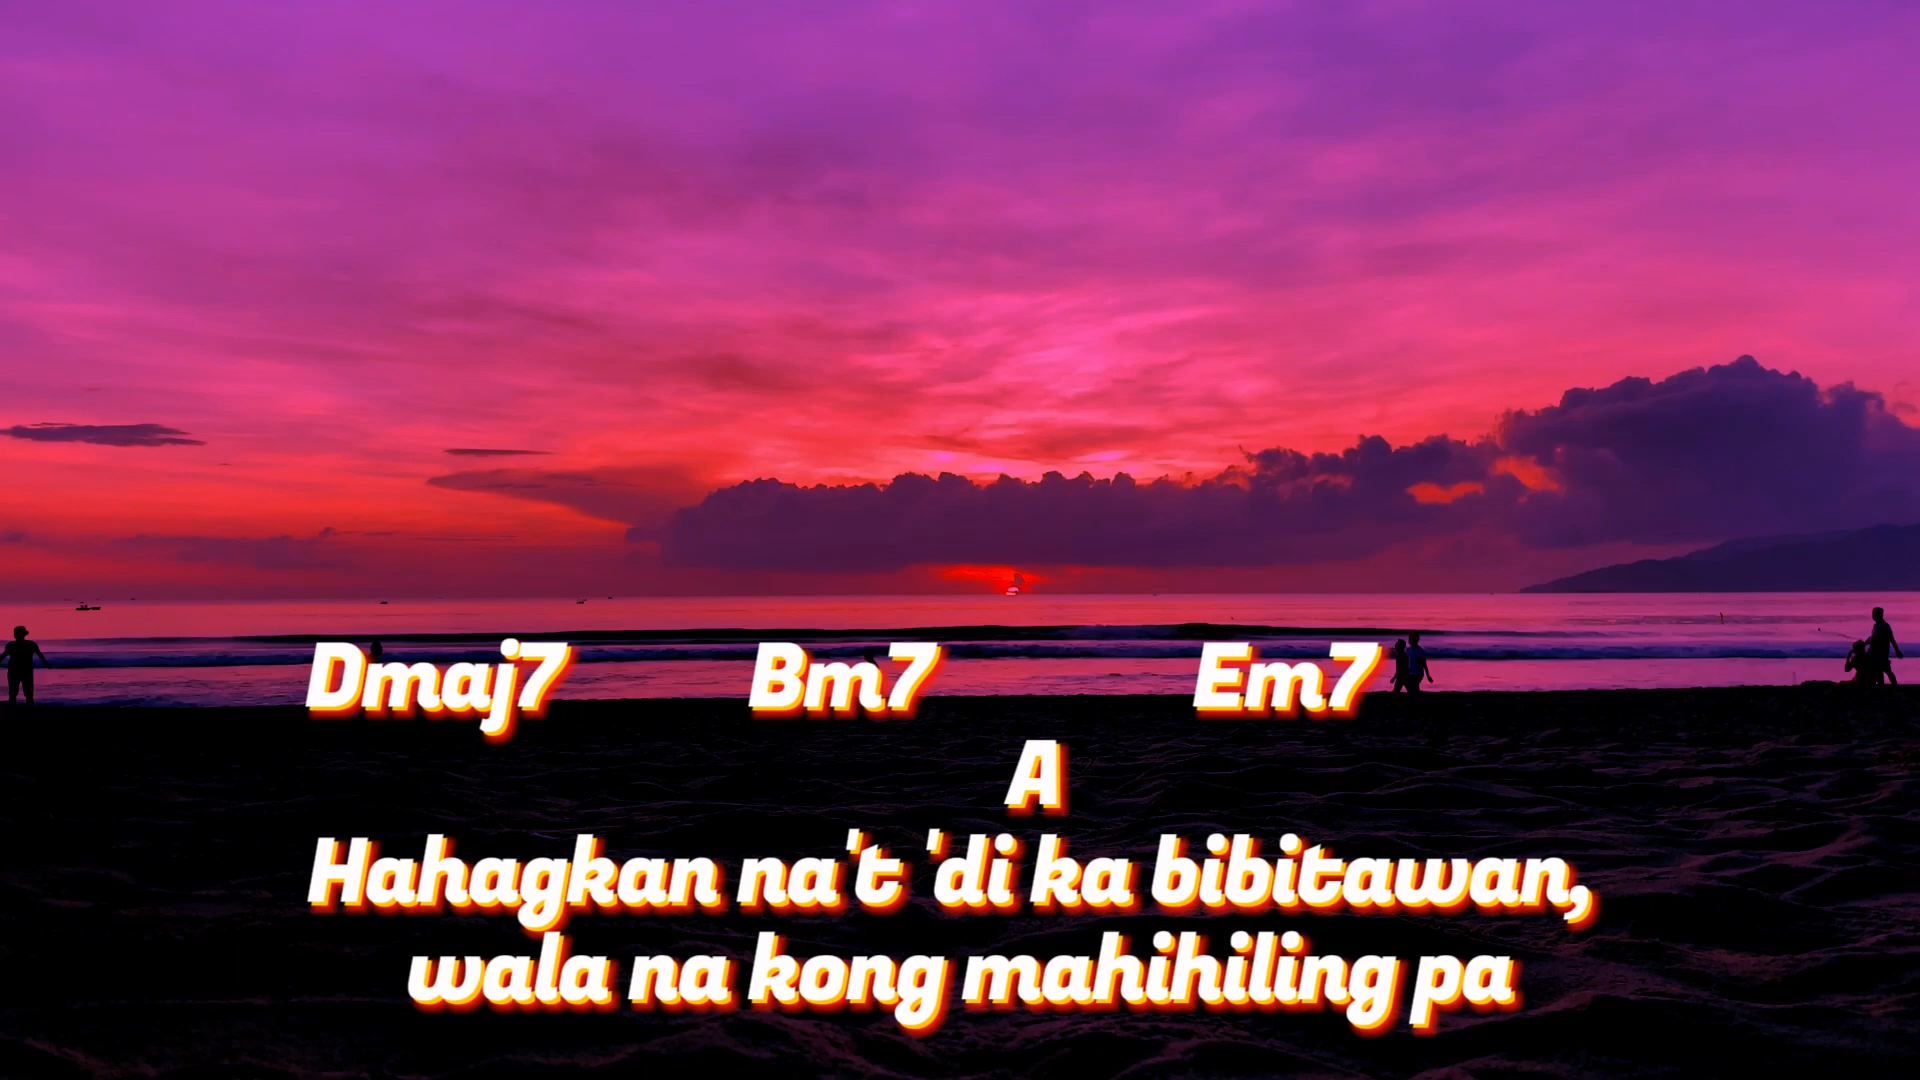 Dmaj7 Bm7 Em7
A
Hahagkan na't 'di ka bibitawan,
wala na kong mahihiling pa